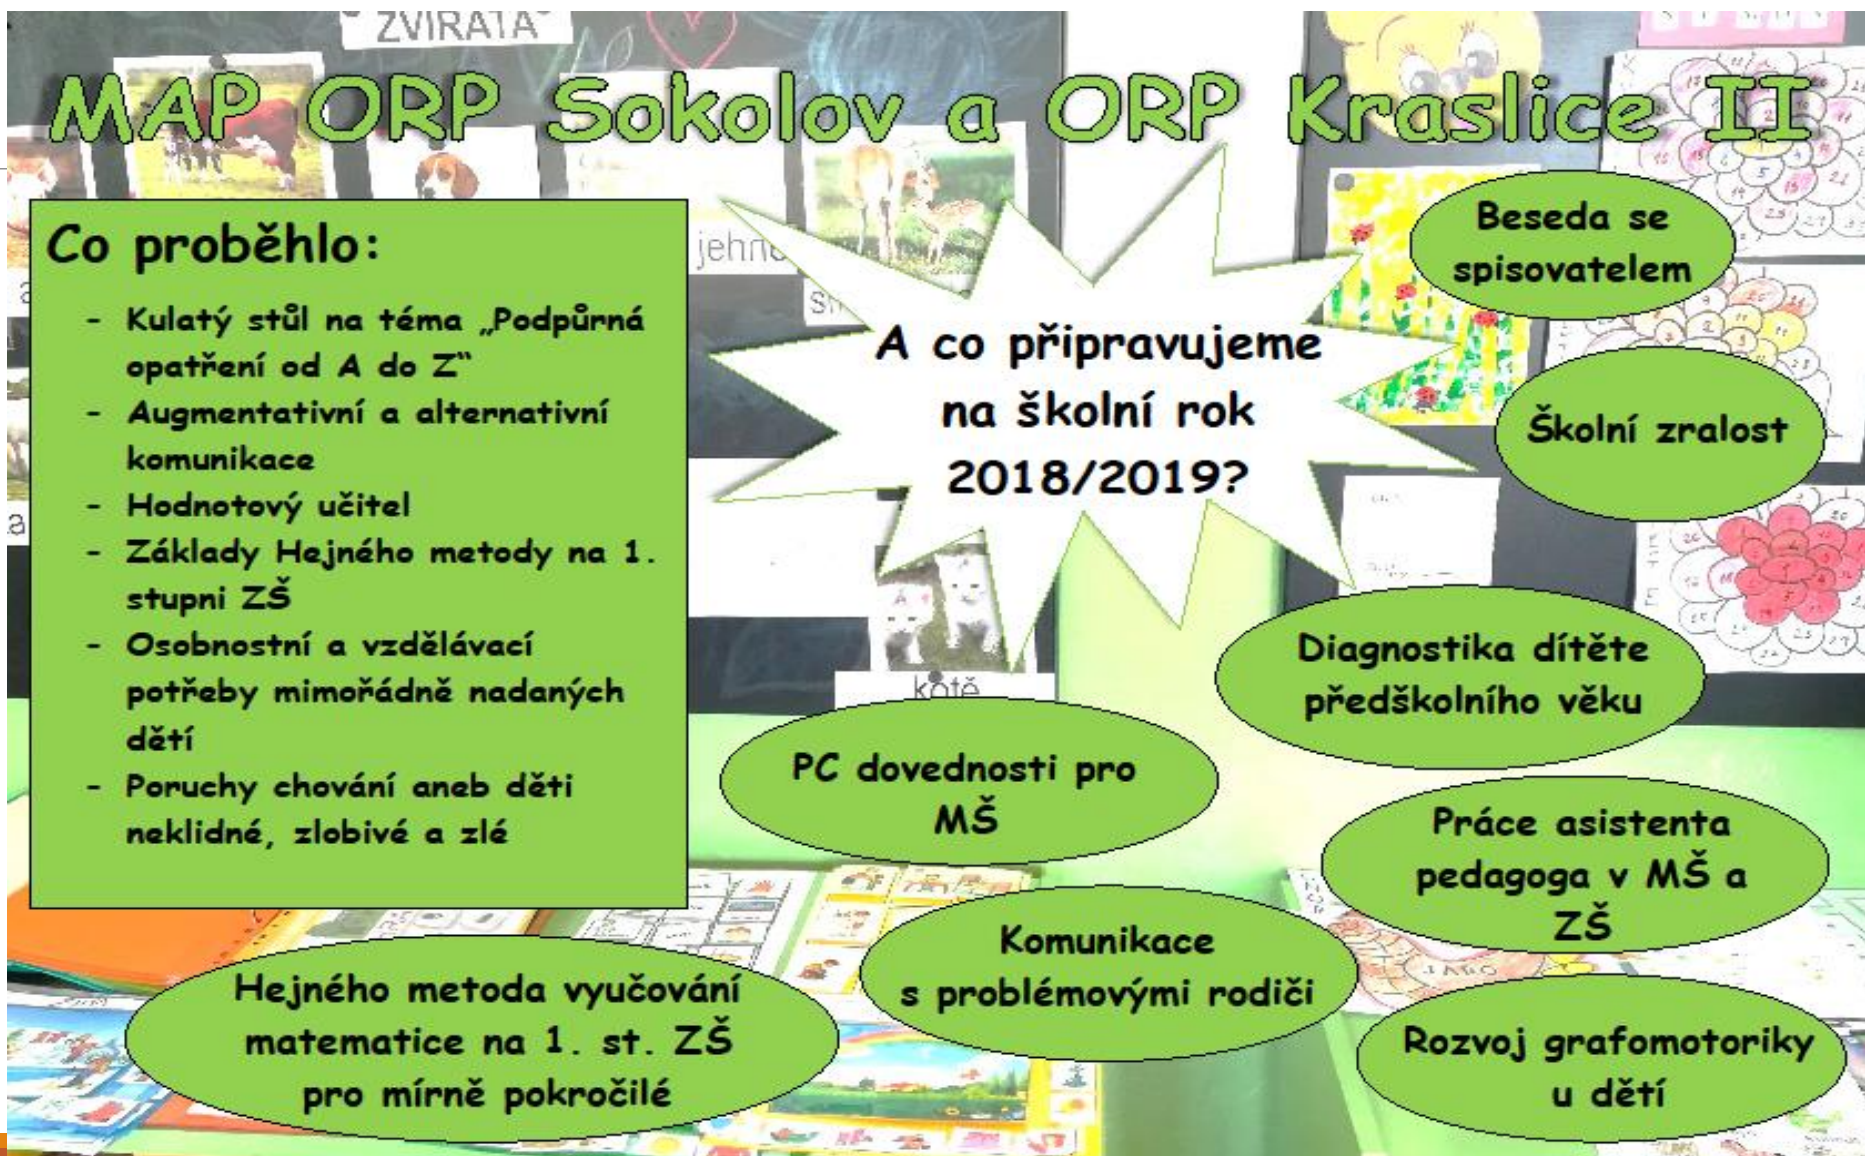 ZVÍŘATA
MAP ORP Sokolov a ORP Kraslice II
Co proběhlo:
- Kulatý stůl na téma „Podpůrná
opatření od A do Z“
- Augmentativní a alternativní
komunikace
- Hodnotový učitel
- Základy Hejného metody na 1.
stupni ZŠ
- Osobnostní a vzdělávací
potřeby mimořádně nadaných
dětí
- Poruchy chování aneb děti
neklidné, zlobivé a zlé
jehně
A co připravujeme
na školní rok
2018/2019?
Beseda se
spisovatelem
Školní zralost
kotě
Diagnostika dítěte
předškolního věku
PC dovednosti pro
MŠ
Práce asistenta
pedagoga v MŠ a
ZŠ
Komunikace
s problémovými rodiči
Hejného metoda vyučování
matematice na 1. st. ZŠ
pro mírně pokročilé
Rozvoj grafomotoriky
u dětí